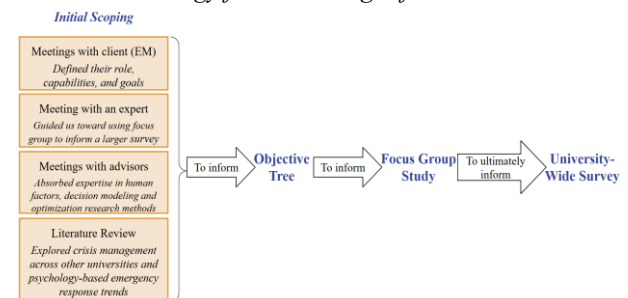 Initial Scoping
Meetings with client (EM)
Defined their role,
capabilities, and goals
Meeting with an expert
Guided us toward using focus
group to inform a larger survey
Meetings with advisors
Absorbed expertise in human
factors, decision modeling and
optimization research methods
Literature Review
Explored crisis management
across other universities and
psychology-based emergency
response trends
To inform
Objective
Tree
To inform
Focus Group
Study
To ultimately
inform
University-
Wide Survey